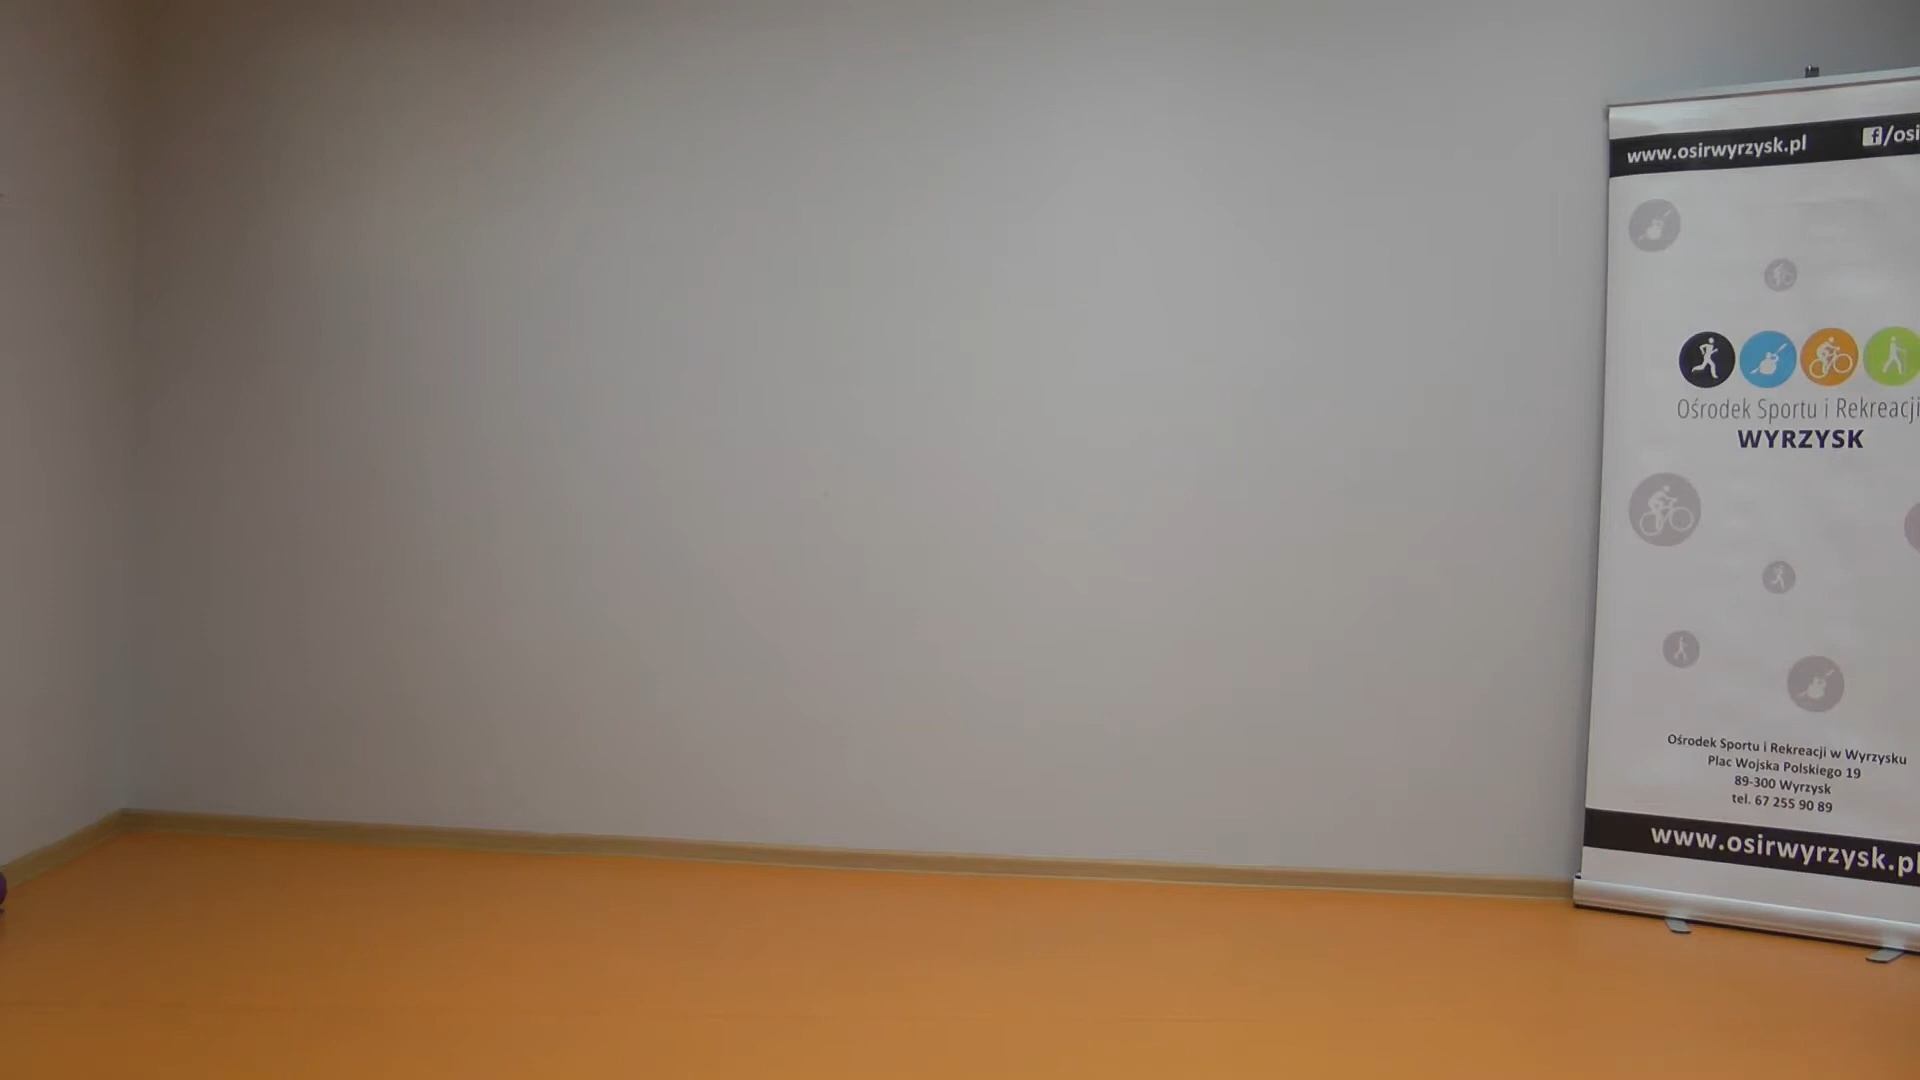 www.osirwyrzysk.pl
/osi
Ośrodek Sportu i Rekreacji
WYRZYSK
Ośrodek Sportu i Rekreacji w Wyrzysku
Plac Wojska Polskiego 19
89-300 Wyrzysk
tel. 67 255 90 89
www.osirwyrzysk.pl